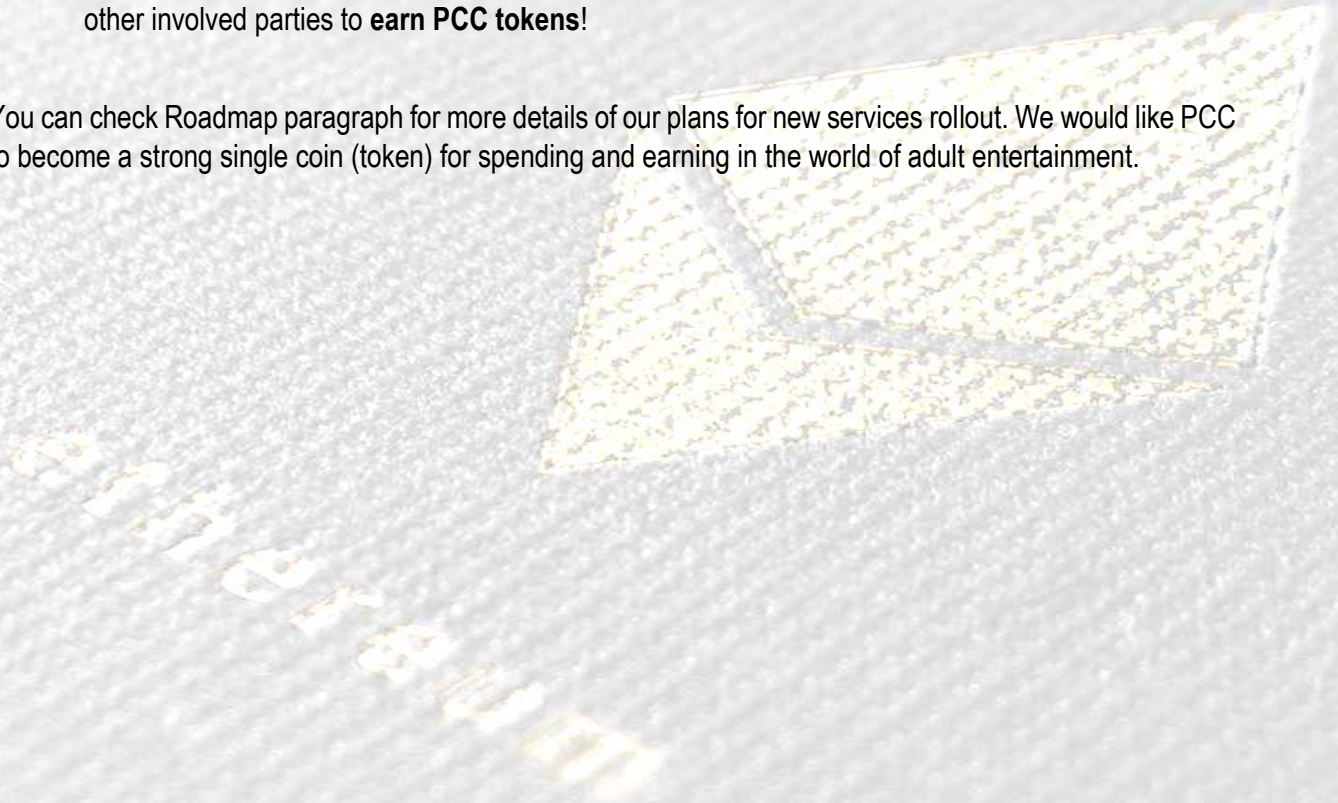 other involved parties to earn PCC tokens!
You can check Roadmap paragraph for more details of our plans for new services rollout. We would like PCC
to become a strong single coin (token) for spending and earning in the world of adult entertainment.
ethereum